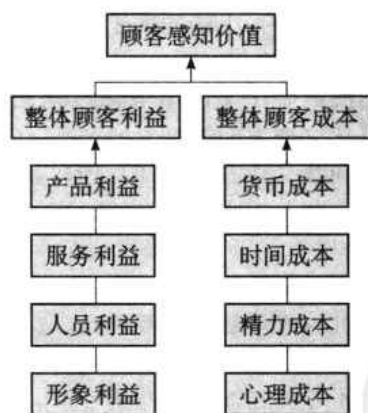 顾客感知价值
整体顾客利益
整体顾客成本
产品利益
货币成本
服务利益
时间成本
人员利益
精力成本
形象利益
心理成本